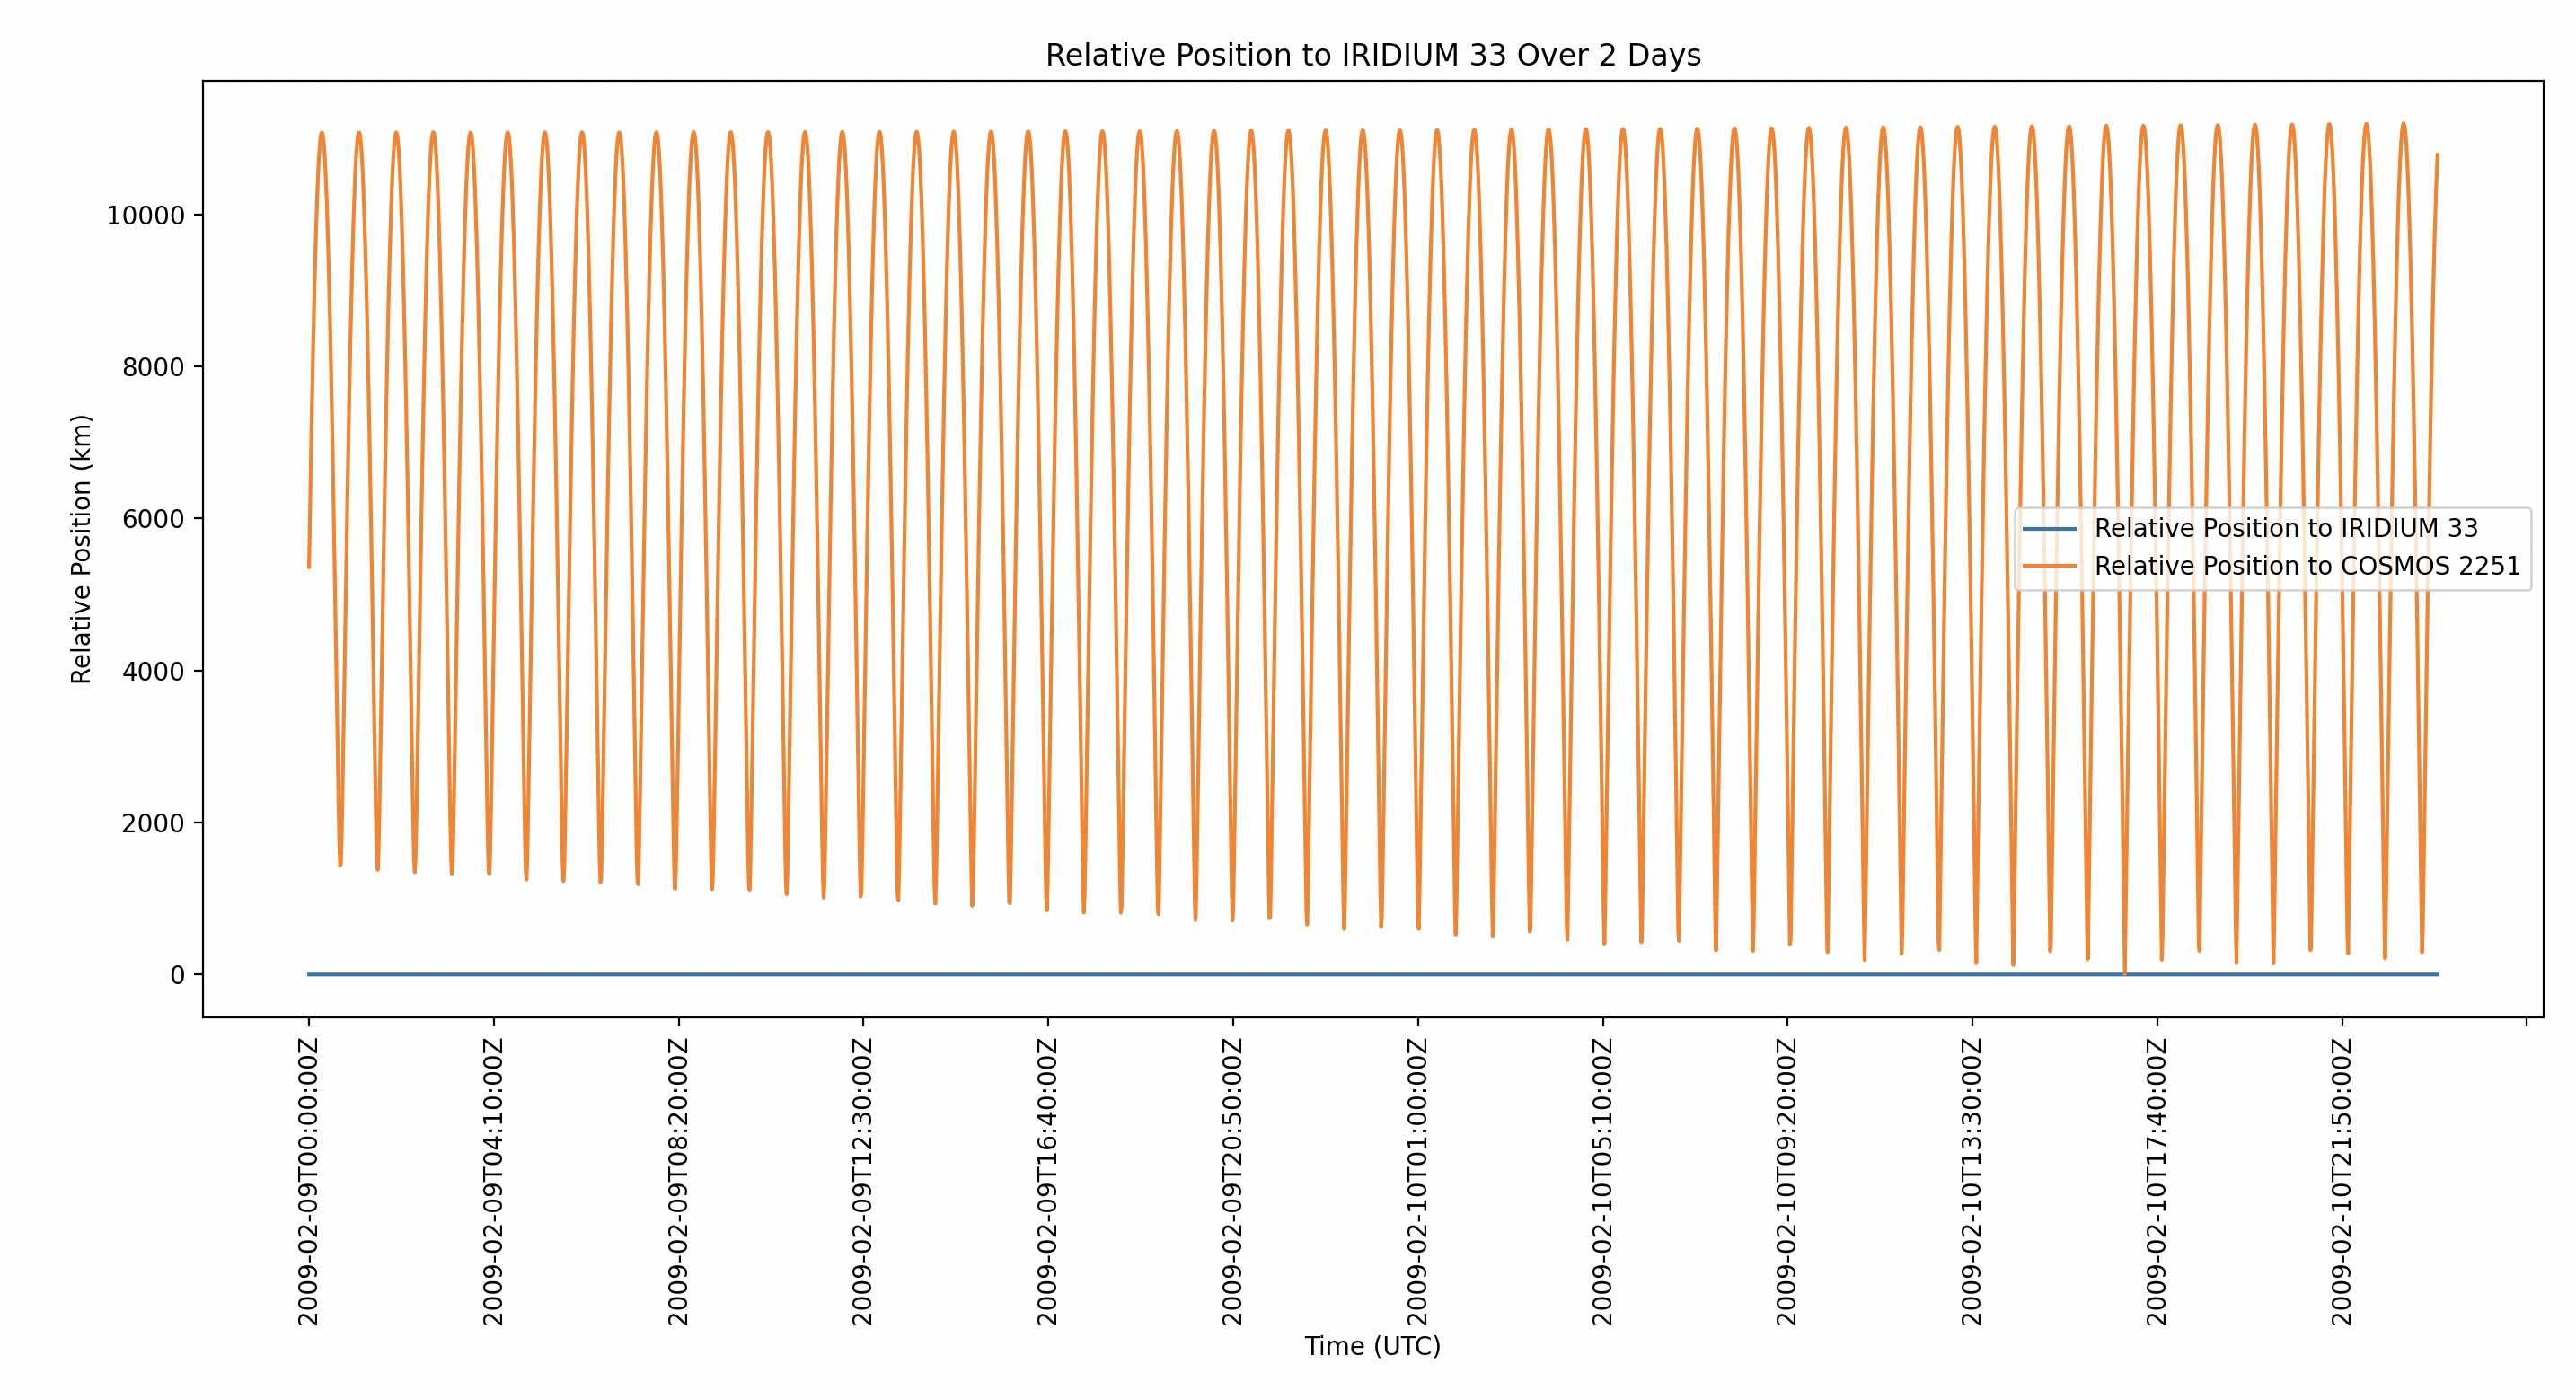 Relative Position to IRIDIUM 33 Over 2 Days
Relative Position (km)
10000
8000
6000
4000
2000
0
Relative Position to IRIDIUM 33
Relative Position to COSMOS 2251
2009-02-09T00:00:00Z
2009-02-09T04:10:00Z
2009-02-09T08:20:00Z
2009-02-09T12:30:00Z
2009-02-09T16:40:00Z
2009-02-09T20:50:00Z
2009-02-10T01:00:00Z
2009-02-10T05:10:00Z
2009-02-10T09:20:00Z
2009-02-10T13:30:00Z
2009-02-10T17:40:00Z
2009-02-10T21:50:00Z
Time (UTC)